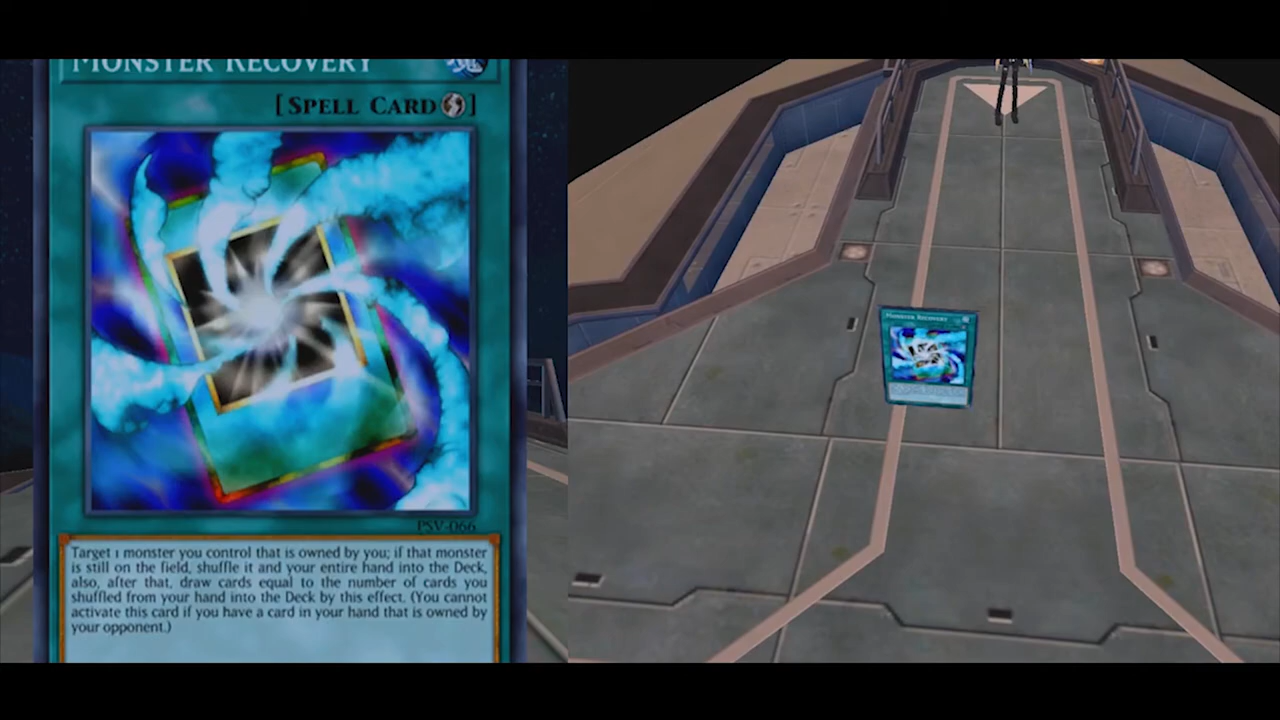 MONSTER RECOVERY
[SPELL CARD]
PSV-066
Target 1 monster you control that is owned by you; if that monster
is still on the field, shuffle it and your entire hand into the Deck,
also, after that, draw cards equal to the number of cards you
shuffled from your hand into the Deck by this effect. (You cannot
activate this card if you have a card in your hand that is owned by
your opponent.)
MONSTER RECOVERY